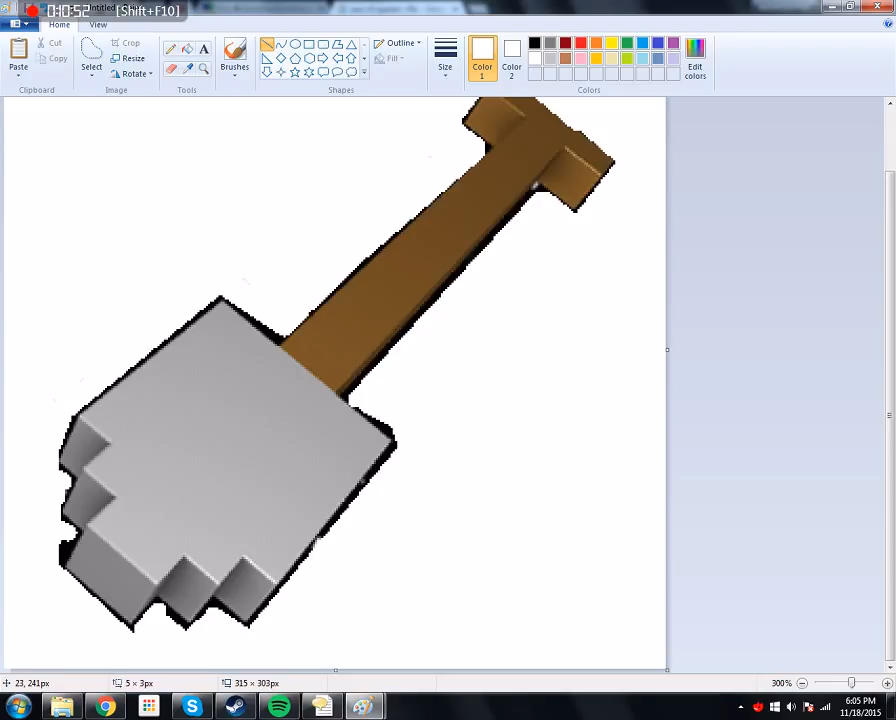 0:10:52 [Shift+F10] Untitled
Home View
Paste Cut Copy Clipboard
Select Crop Resize Rotate Image
Tools
Brushes
Outline Fill Shapes
Size
Color 1 Color 2 Edit colors Colors
23, 241px 5 × 3px 315 × 303px 300%
6:05 PM
11/18/2015